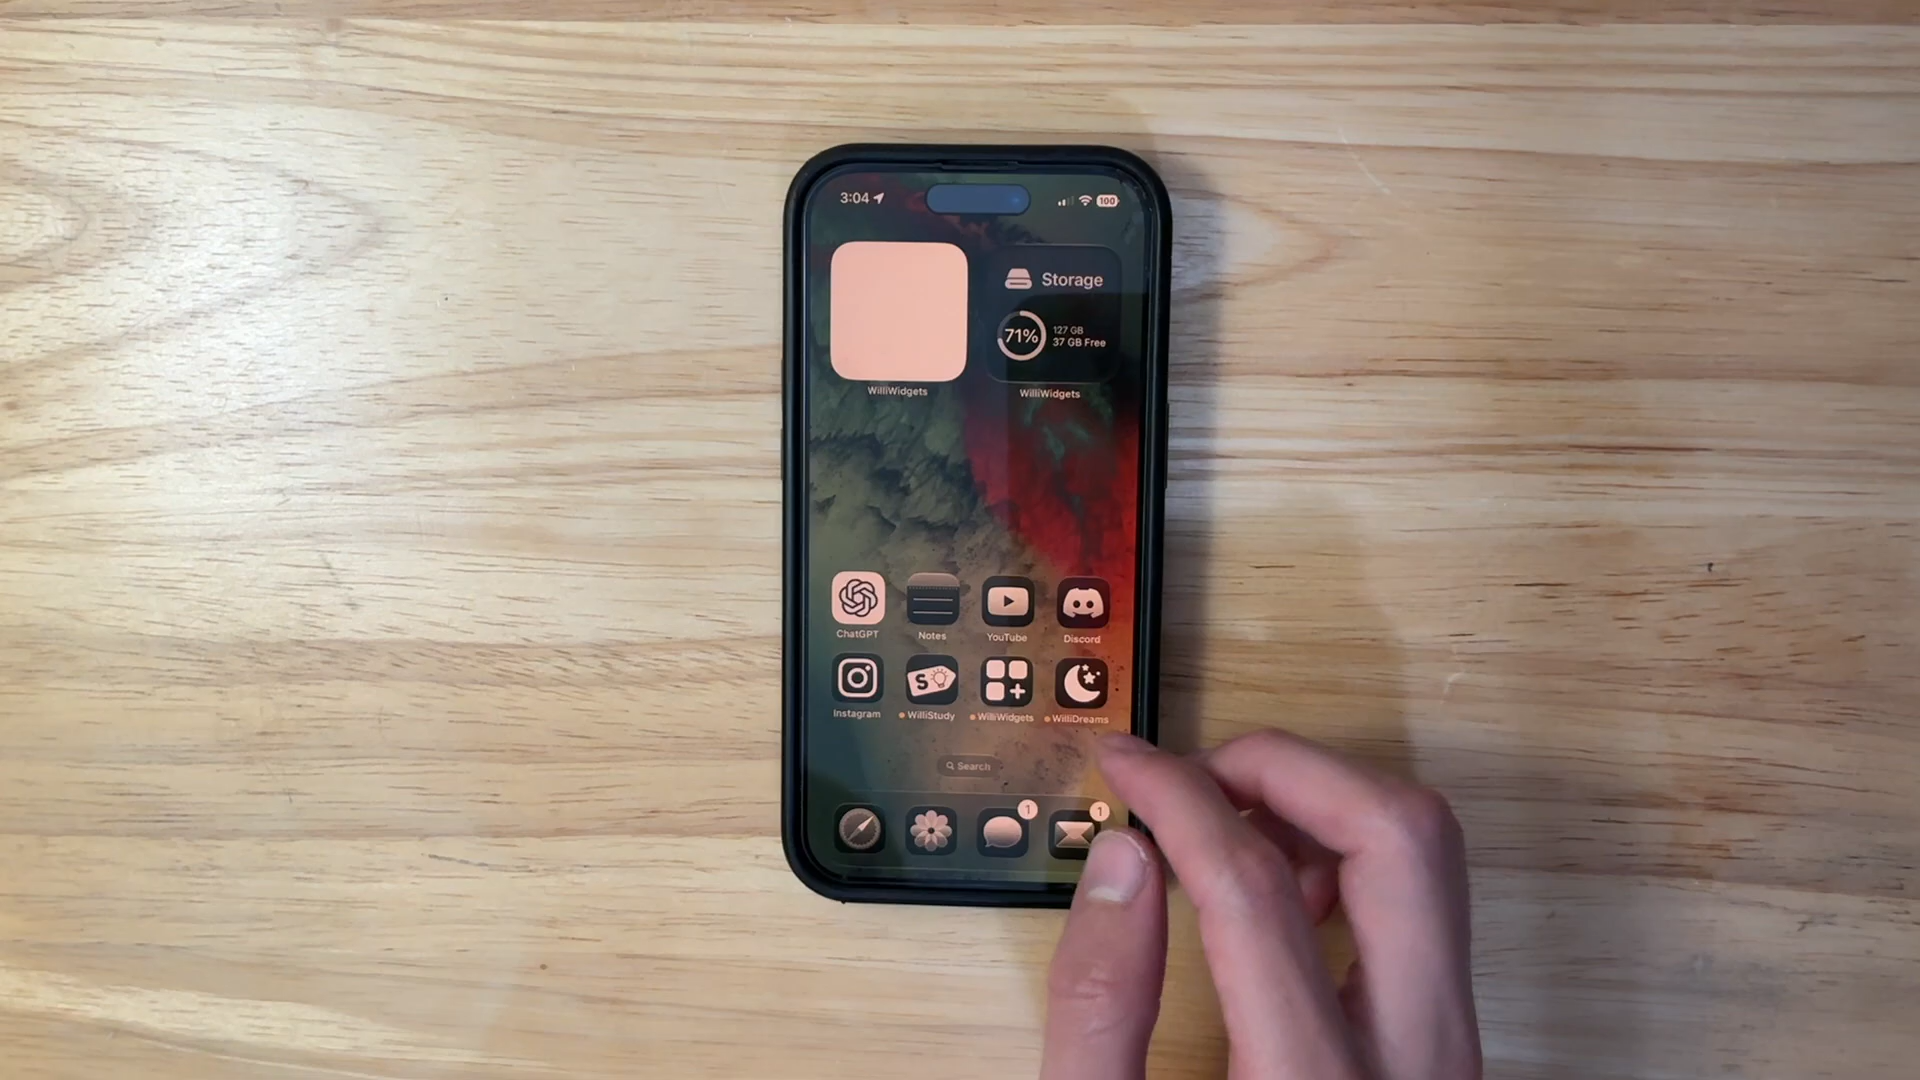 3:04
100
Storage
71%
127 GB
37 GB Free
WilliWidgets
WilliWidgets
ChatGPT
Notes
YouTube
Discord
S
Instagram
WilliStudy
WilliWidgets
WilliDreams
Search
1
1